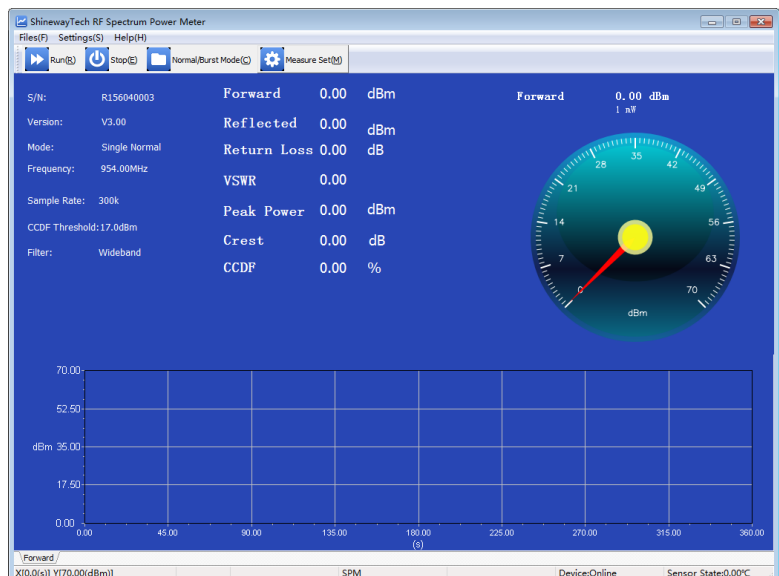 ShinewayTech RF Spectrum Power Meter
Files(F) Settings(S) Help(H)
Run(R) Stop(E) Normal/Burst Mode(C) Measure Set(M)
S/N: R156040003
Version: V3.00
Mode: Single Normal
Frequency: 954.00MHz
Sample Rate: 300k
CCDF Threshold: 17.0dBm
Filter: Wideband
Forward 0.00 dBm
Reflected 0.00 dBm
Return Loss 0.00 dB
VSWR 0.00
Peak Power 0.00 dBm
Crest 0.00 dB
CCDF 0.00 %
Forward 0.00 dBm
1 mW
0 7 14 21 28 35 42 49 56 63 70
dBm
70.00
52.50
dBm 35.00
17.50
0.00
0.00 45.00 90.00 135.00 180.00 225.00 270.00 315.00 360.00
(s)
Forward
X[0.0(s)] Y[70.00(dBm)] SPM Device:Online Sensor State:0.00℃